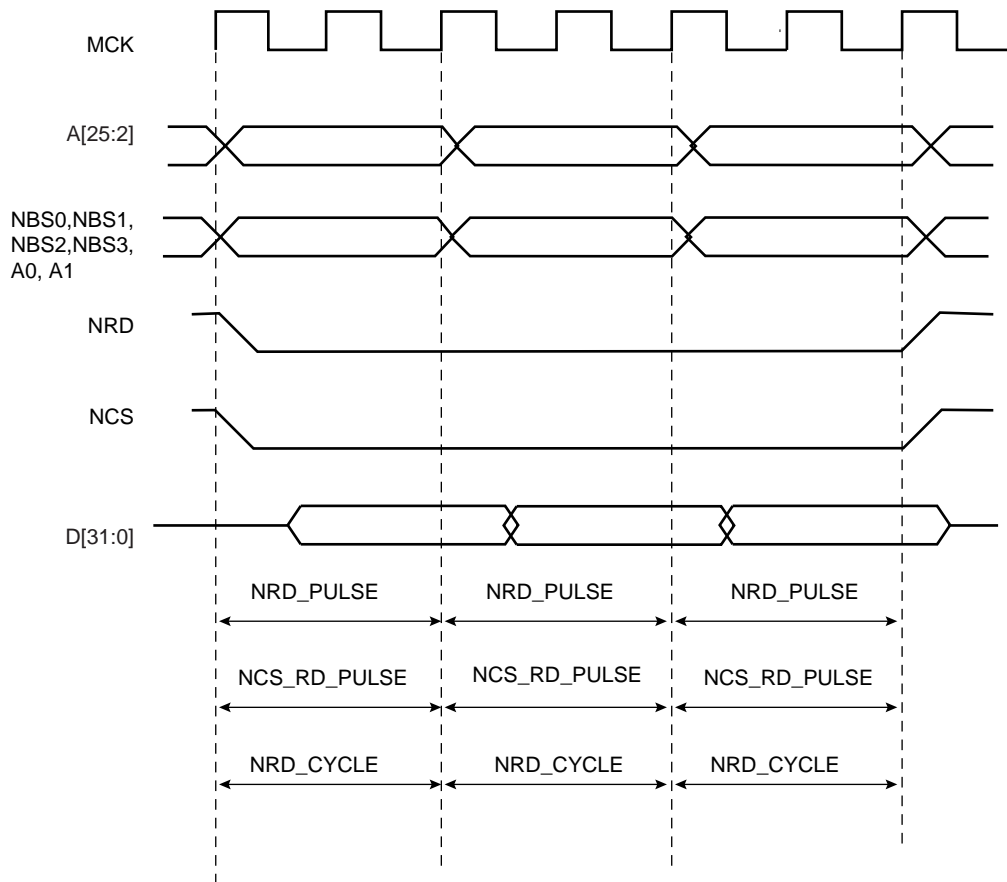 MCK
A[25:2]
NBS0,NBS1,
NBS2,NBS3,
A0, A1
NRD
NCS
D[31:0]
NRD_PULSE NRD_PULSE NRD_PULSE
NCS_RD_PULSE NCS_RD_PULSE NCS_RD_PULSE
NRD_CYCLE NRD_CYCLE NRD_CYCLE